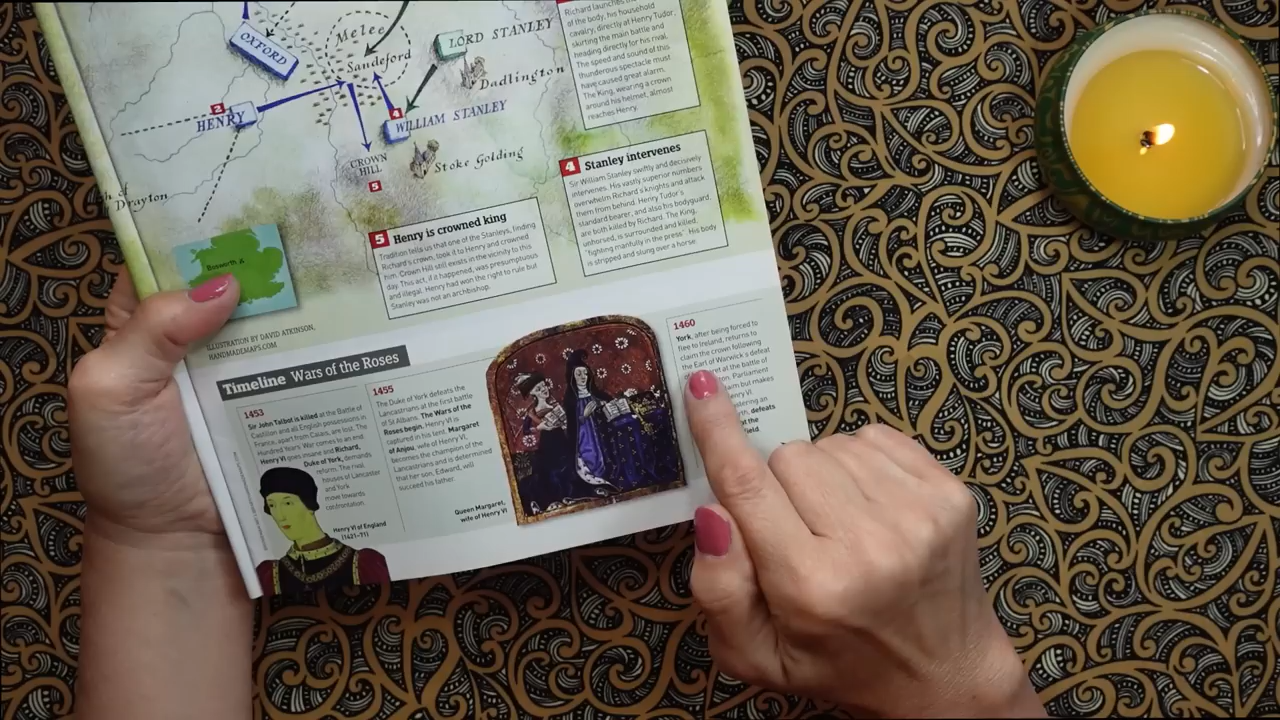 OXFORD
Melee
Sandeford
LORD STANLEY
Dadlington
2
HENRY
4
WILLIAM STANLEY
CROWN
HILL
5
Stoke Golding
of
Drayton
Bosworth
Richard launches
of the body, his household
cavalry, directly at Henry Tudor,
skirting the main battle and
heading directly for his rival.
The speed and sound of this
thunderous spectacle must
have caused great alarm.
The King, wearing a crown
around his helmet, almost
reaches Henry.
4 Stanley intervenes
Sir William Stanley swiftly and decisively
intervenes. His vastly superior numbers
overwhelm Richard's knights and attack
them from behind. Henry Tudor's
standard bearer, and also his bodyguard,
are both killed by Richard. The King,
unhorsed, is surrounded and killed,
"fighting manfully in the press". His body
is stripped and slung over a horse.
5 Henry is crowned king
Tradition tells us that one of the Stanleys, finding
Richard's crown, took it to Henry and crowned
him. Crown Hill still exists in the vicinity to this
day. This act, if it happened, was presumptuous
and illegal. Henry had won the right to rule but
Stanley was not an archbishop.
ILLUSTRATION BY DAVID ATKINSON,
HANDMADEMAPS.COM
Timeline Wars of the Roses
1453
Sir John Talbot is killed at the Battle of
Castillon and all English possessions in
France, apart from Calais, are lost. The
Hundred Years War comes to an end.
Henry VI goes insane and Richard,
Duke of York, demands
reform. The rival
houses of Lancaster
and York
move towards
confrontation.
Henry VI of England
(1421–71)
1455
The Duke of York defeats the
Lancastrians at the first battle
of St Albans. The Wars of the
Roses begin. Henry VI is
captured in his tent. Margaret
of Anjou, wife of Henry VI,
becomes the champion of the
Lancastrians and is determined
that her son, Edward, will
succeed his father.
Queen Margaret,
wife of Henry VI
1460
York, after being forced to
flee to Ireland, returns to
claim the crown following
the Earl of Warwick's defeat
of at the battle of
Parliament
but makes
VI
defeats
at the